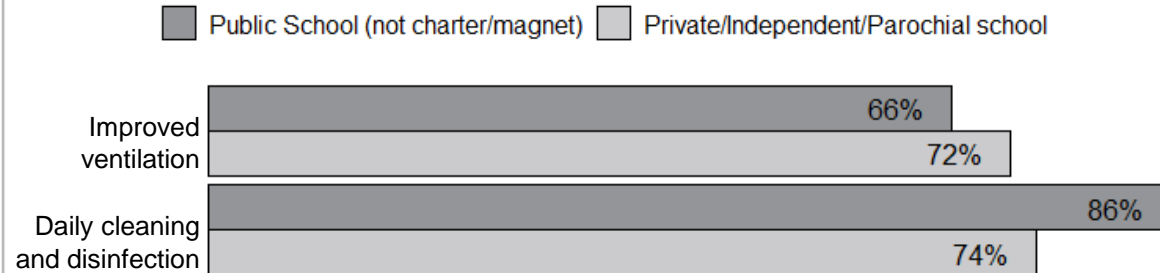 Public School (not charter/magnet) Private/Independent/Parochial school
66%
Improved
ventilation
72%
86%
Daily cleaning
and disinfection
74%